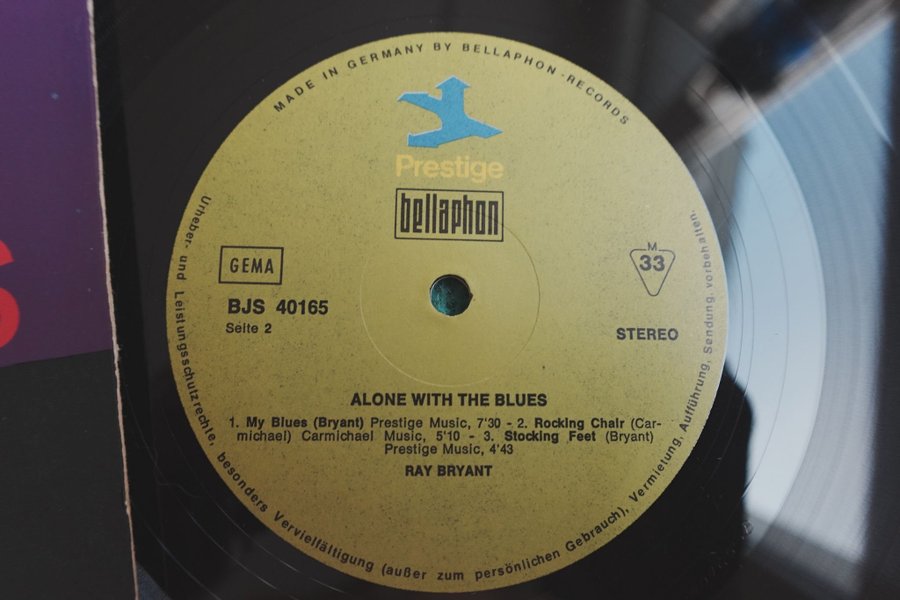 MADE IN GERMANY BY BELLAPHON-RECORDS
Prestige
bellaphon
GEMA
M
33
BJS 40165
Seite 2
STEREO
ALONE WITH THE BLUES
1. My Blues (Bryant) Prestige Music, 7'30 - 2. Rocking Chair (Car-
michael) Carmichael Music, 5'10 - 3. Stocking Feet (Bryant)
Prestige Music, 4'43
RAY BRYANT
Urheber- und Leistungsschutzrechte, besonders Vervielfältigung (außer zum persönlichen Gebrauch), Vermietung, Aufführung, Sendung, vorbehalten.
S